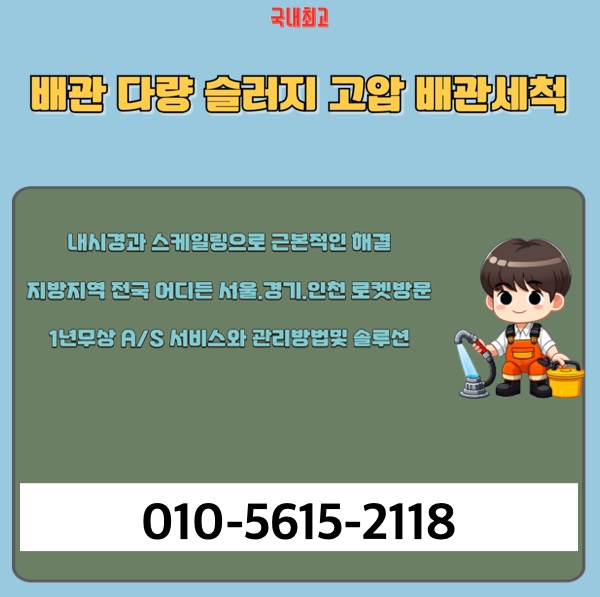 국내최고
배관 다량 슬러지 고압 배관세척
내시경과 스케일링으로 근본적인 해결
지방지역 전국 어디든 서울.경기.인천 로켓방문
1년무상 A/S 서비스와 관리방법및 솔루션
010-5615-2118